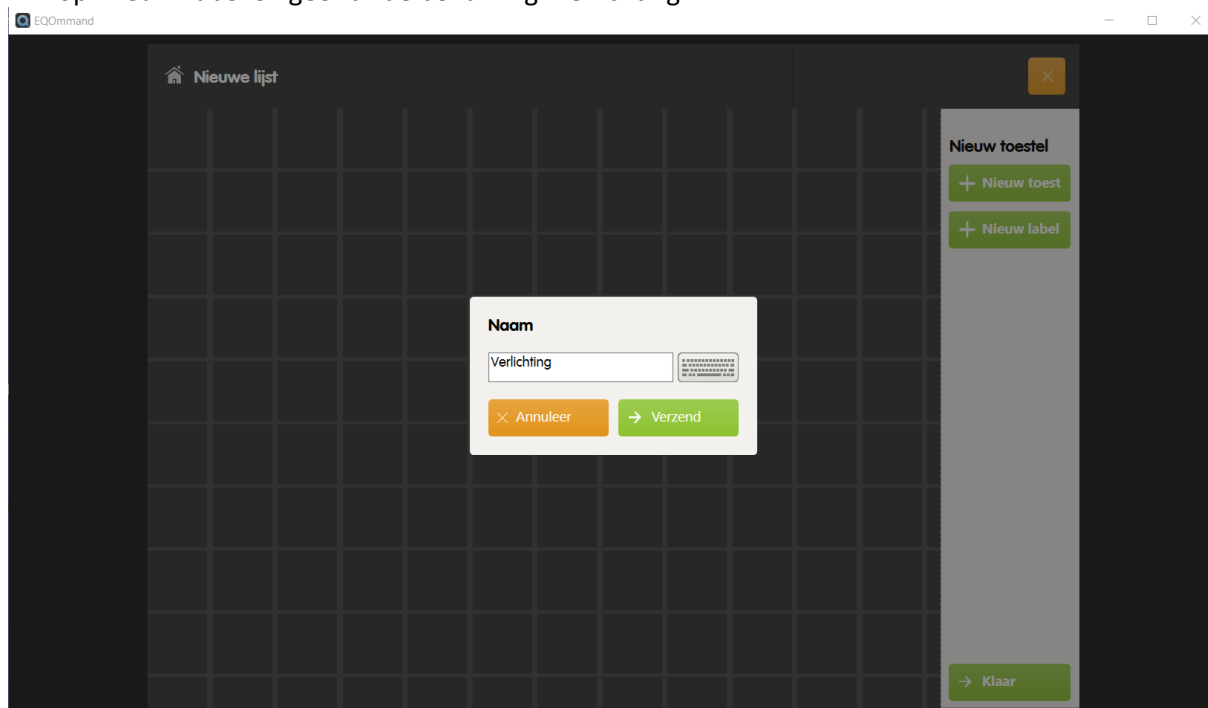 EQOmmand
Nieuwe lijst
Nieuw toestel
Nieuw toest
Nieuw label
Naam
Verlichting
Annuleer
Verzend
Klaar